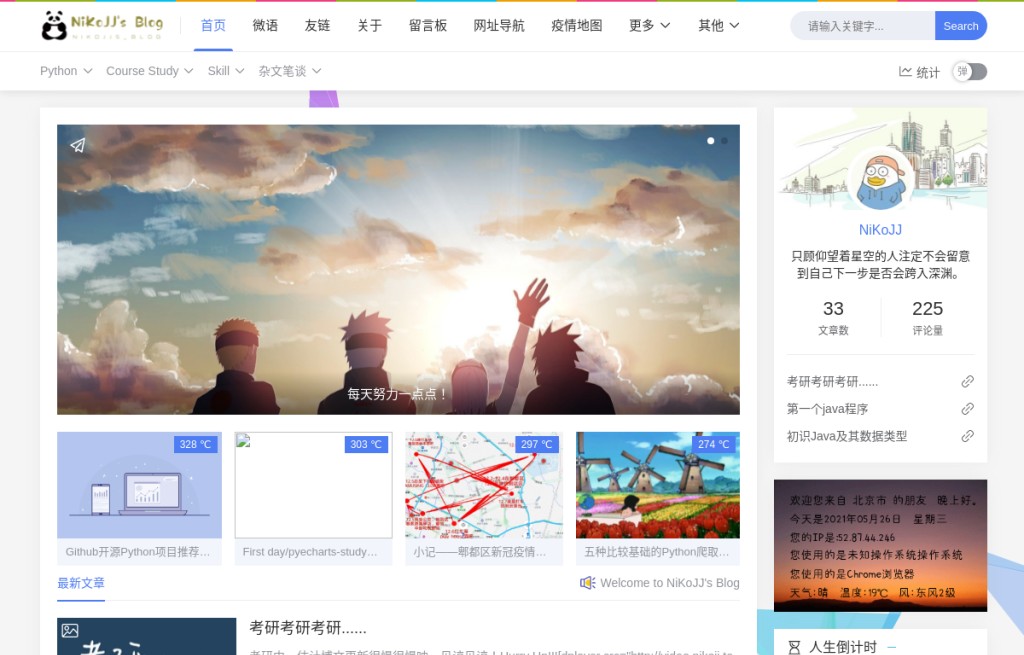 NiKoJJ's Blog
NIKOJJ'S_BLOG
首页 微语 友链 关于 留言板 网址导航 疫情地图 更多 其他
请输入关键字...
Search
Python Course Study Skill 杂文笔谈
统计
弹
每天努力一点点！
328 ℃
303 ℃
297 ℃
274 ℃
Github开源Python项目推荐...
First day/pyecharts-study...
小记——郫都区新冠疫情...
五种比较基础的Python爬取...
最新文章
Welcome to NiKoJJ's Blog
考研考研考研......
NiKoJJ
只顾仰望着星空的人注定不会留意
到自己下一步是否会跨入深渊。
33 225
文章数 评论量
考研考研考研......
第一个java程序
初识Java及其数据类型
欢迎您来自 北京市 的朋友 晚上好。
今天是2021年05月26日 星期三
您的IP是:52.87.44.246
您使用的是未知操作系统操作系统
您使用的是Chrome浏览器
天气:晴 温度:19℃ 风:东风2级
人生倒计时